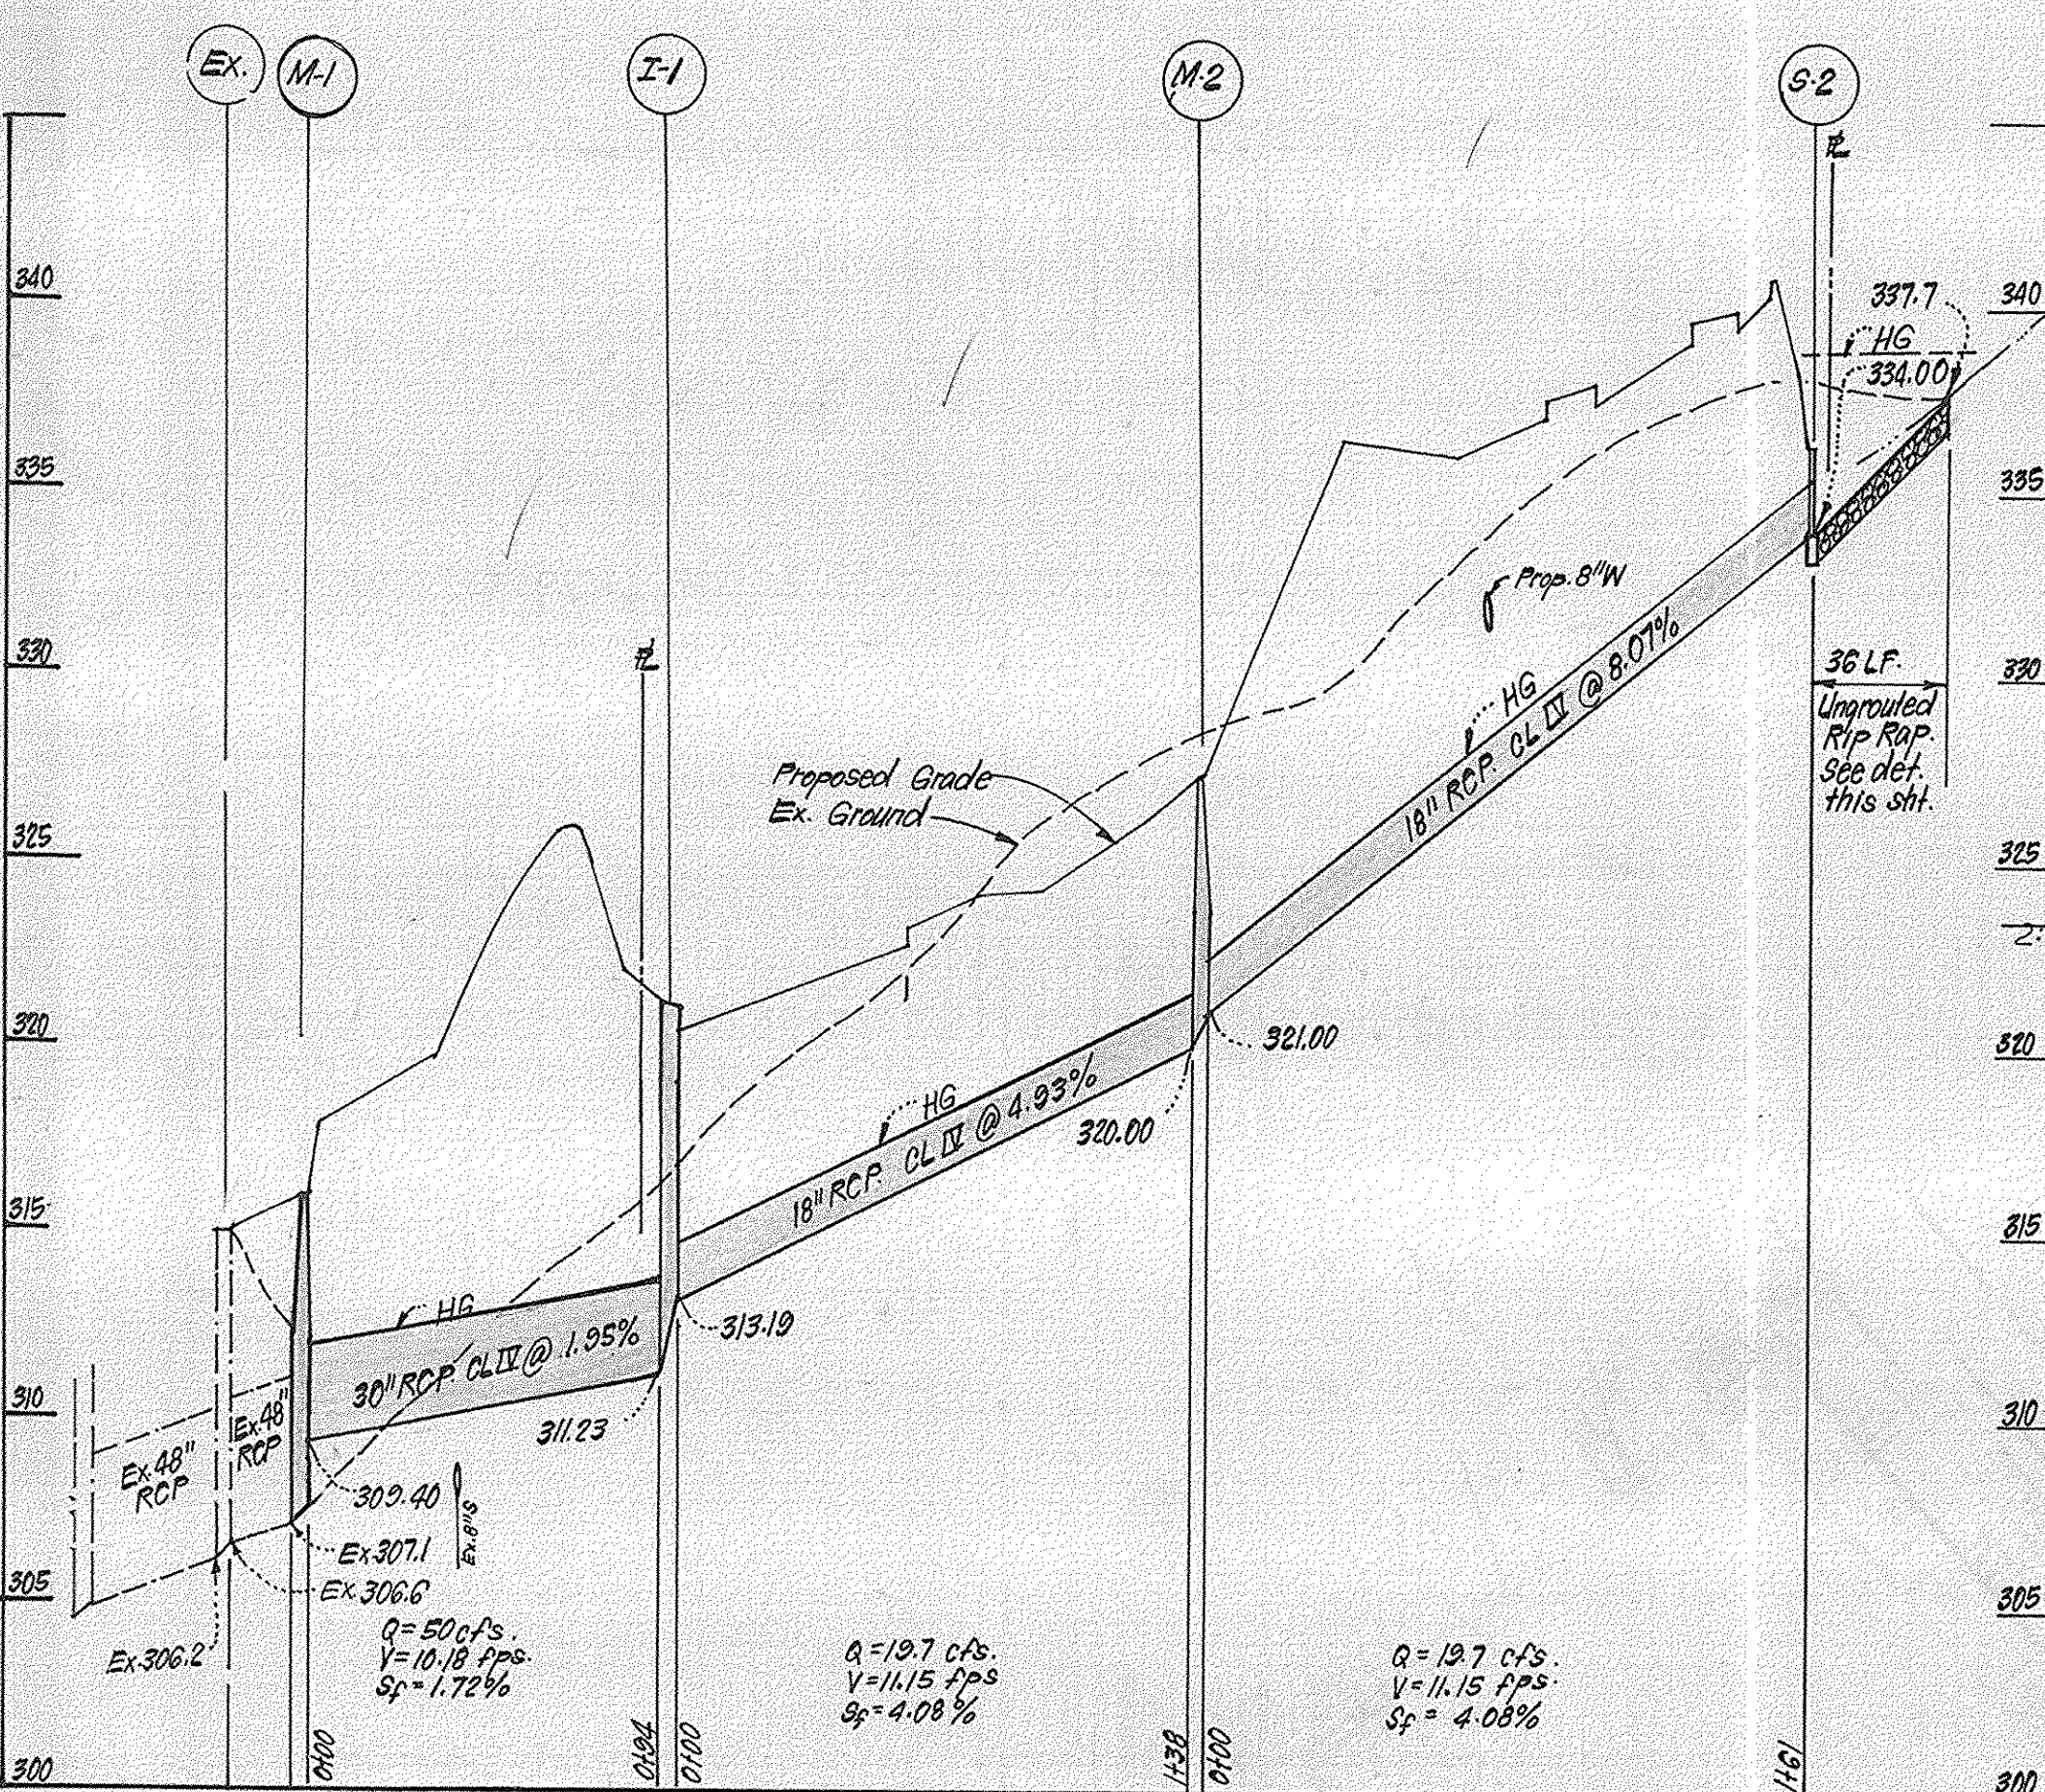 Ex.
M-1
I-1
M-2
S-2
340
335
330
325
320
315
310
305
300
340
335
330
325
320
315
310
305
300
2:
337.7
HG
334.00
Prop. 8"W
HG
18" RCP. CL IV @ 8.07%
36 LF.
Ungrouted
Rip Rap.
See det.
this sht.
Proposed Grade
Ex. Ground
321.00
320.00
HG
18" RCP. CL IV @ 4.93%
313.19
HG
30" RCP. CL IV @ 1.95%
311.23
309.40
Ex. 8"S
Ex. 48"
RCP
Ex. 48"
RCP
Ex 307.1
Ex. 306.6
Ex. 306.2
Q = 50 cfs.
V = 10.18 fps.
Sf = 1.72%
Q = 19.7 cfs.
V = 11.15 fps
Sf = 4.08%
Q = 19.7 cfs.
V = 11.15 fps.
Sf = 4.08%
0+00
0+94
0+00
1+38
0+00
1+61